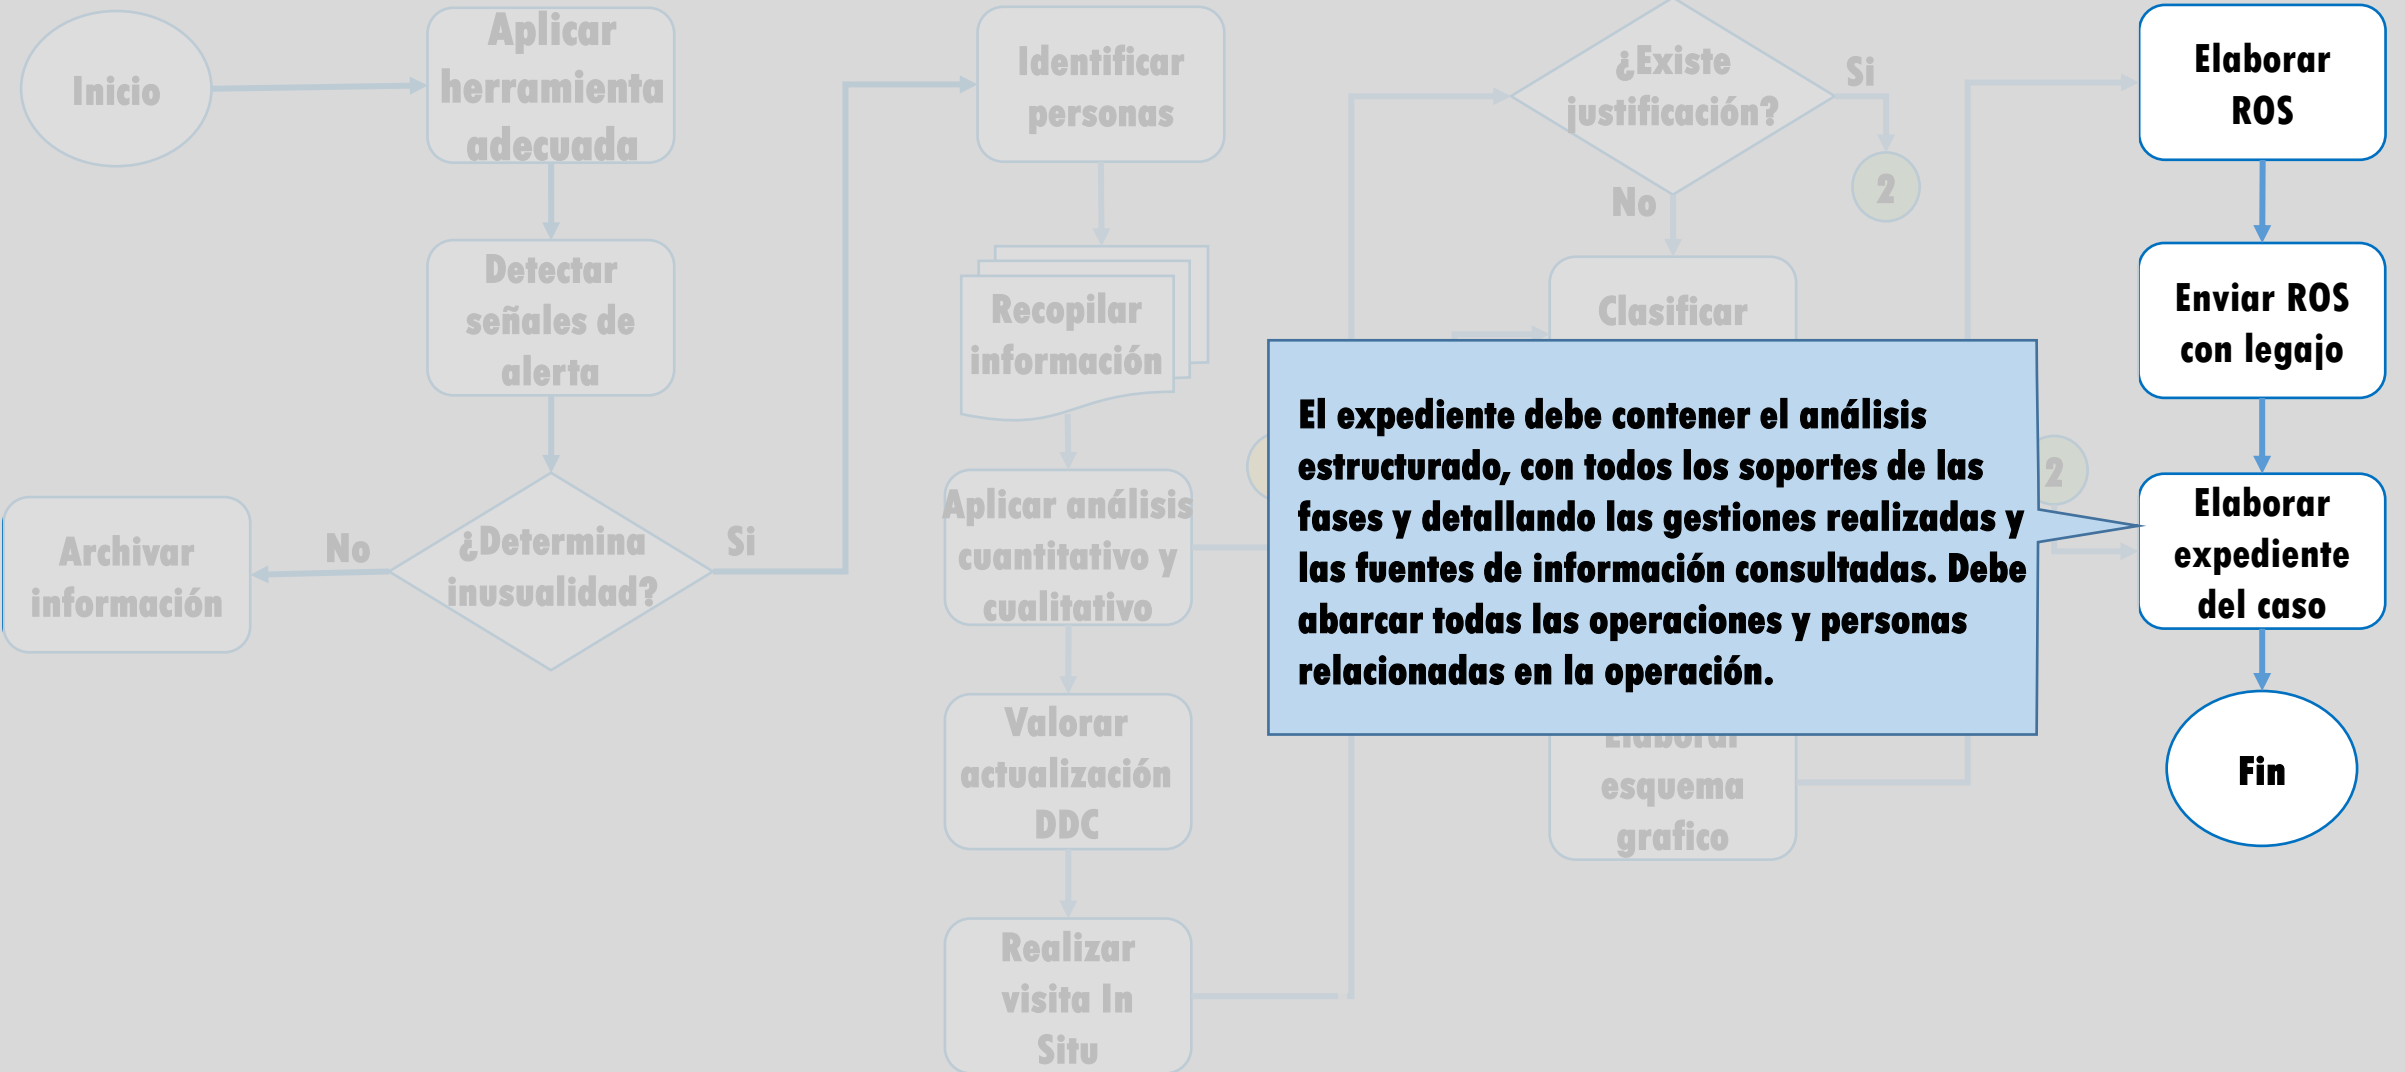 Inicio
Aplicar
herramienta
adecuada
Detectar
señales de
alerta
¿Determina
inusualidad?
No
Si
Archivar
información
Identificar
personas
Recopilar
información
Aplicar análisis
cuantitativo y
cualitativo
Valorar
actualización
DDC
Realizar
visita In
Situ
¿Existe
justificación?
Si
2
No
Clasificar
El expediente debe contener el análisis
estructurado, con todos los soportes de las
fases y detallando las gestiones realizadas y
las fuentes de información consultadas. Debe
abarcar todas las operaciones y personas
relacionadas en la operación.
Elaborar
esquema
grafico
2
Elaborar
ROS
Enviar ROS
con legajo
Elaborar
expediente
del caso
Fin